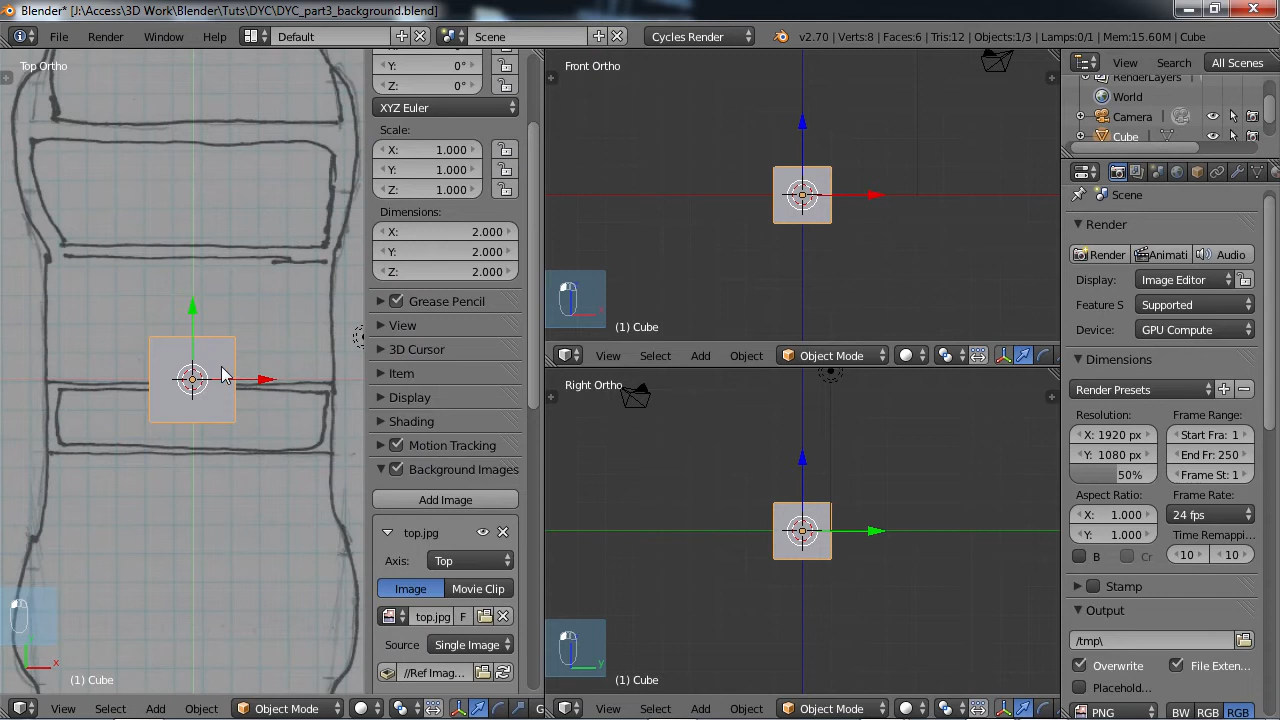 Blender* [J:\Access\3D Work\Blender\Tuts\DYC\DYC_part3_background.blend]
File Render Window Help Default Scene Cycles Render v2.70 | Verts:8 | Faces:6 | Tris:12 | Objects:1/3 | Lamps:0/1 | Mem:15.60M | Cube
Top Ortho
Y: 0°
Z: 0°
XYZ Euler
Scale:
X: 1.000
Y: 1.000
Z: 1.000
Dimensions:
X: 2.000
Y: 2.000
Z: 2.000
Grease Pencil
View
3D Cursor
Item
Display
Shading
Motion Tracking
Background Images
Add Image
top.jpg
Axis: Top
Image Movie Clip
top.jpg F
Source Single Image
//Ref Imag...
x
(1) Cube
View Select Add Object Object Mode G
Front Ortho
(1) Cube
View Select Add Object Object Mode
Right Ortho
y
(1) Cube
View Select Add Object Object Mode
View Search All Scenes
RenderLayers
World
Camera
Cube
Scene
Render
Render Animati Audio
Display: Image Editor
Feature S Supported
Device: GPU Compute
Dimensions
Render Presets
Resolution: Frame Range:
X: 1920 px Start Fra: 1
Y: 1080 px End Fr: 250
50% Frame St: 1
Aspect Ratio: Frame Rate:
X: 1.000 24 fps
Y: 1.000 Time Remappi...
B Cr 10 10
Stamp
Output
/tmp\
Overwrite File Exten...
Placehold...
PNG BW RGB RGB